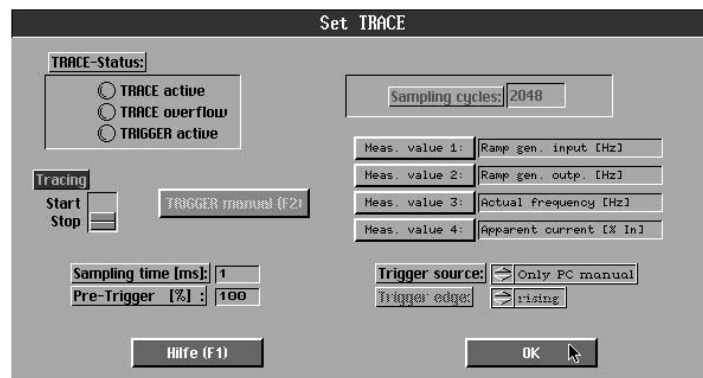 Set TRACE
TRACE-Status:
TRACE active
TRACE overflow
TRIGGER active
Sampling cycles: 2048
Meas. value 1: Ramp gen. input [Hz]
Meas. value 2: Ramp gen. outp. [Hz]
Meas. value 3: Actual frequency [Hz]
Meas. value 4: Apparent current [% In]
Tracing
Start
Stop
TRIGGER manual (F2)
Sampling time [ms]: 1
Pre-Trigger [%] : 100
Trigger source: Only PC manual
Trigger edge: rising
Hilfe (F1)
OK